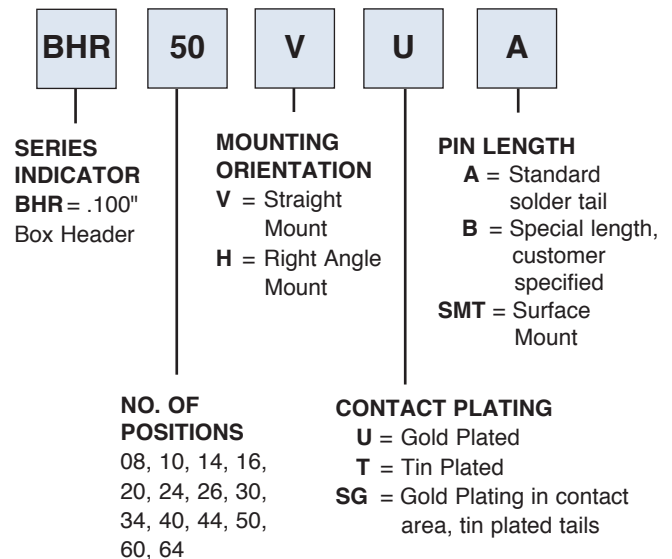 BHR 50 V U A
SERIES
INDICATOR
BHR = .100"
Box Header
MOUNTING
ORIENTATION
V = Straight
Mount
H = Right Angle
Mount
PIN LENGTH
A = Standard
solder tail
B = Special length,
customer
specified
SMT = Surface
Mount
NO. OF
POSITIONS
08, 10, 14, 16,
20, 24, 26, 30,
34, 40, 44, 50,
60, 64
CONTACT PLATING
U = Gold Plated
T = Tin Plated
SG = Gold Plating in contact
area, tin plated tails